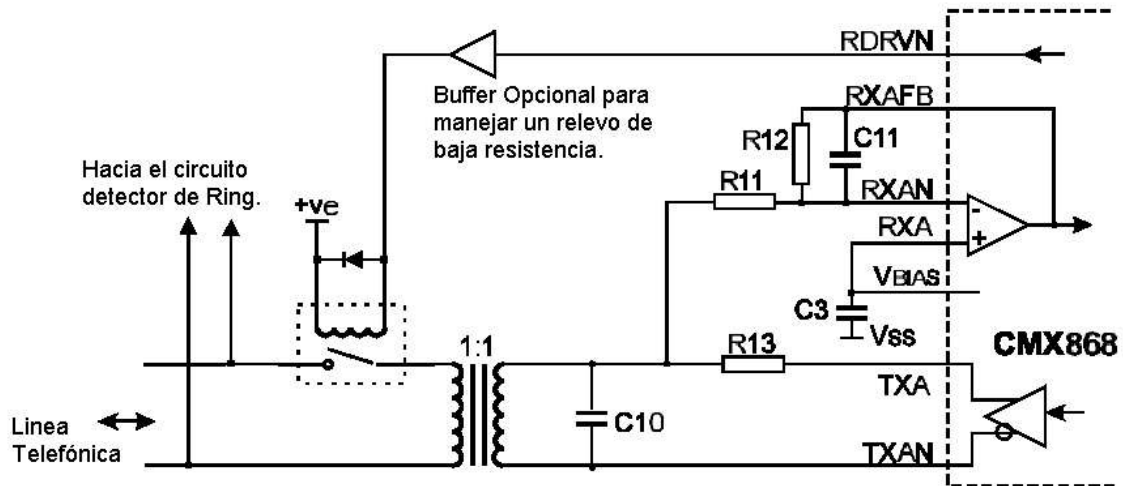 RDRVN
Buffer Opcional para
manejar un relevo de
baja resistencia.
RXAFB
R12
C11
Hacia el circuito
detector de Ring.
R11
RXAN
+ve
-
RXA
+
VBIAS
C3
Vss
1:1
R13
CMX868
TXA
C10
Linea
Telefónica
TXAN